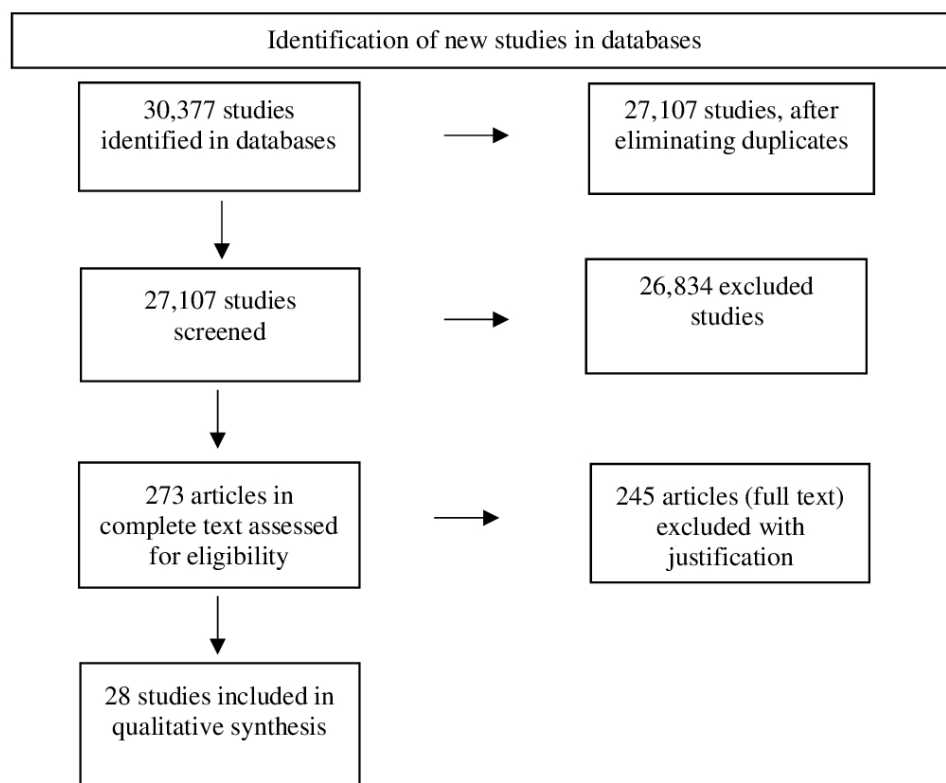 Identification of new studies in databases
30,377 studies
identified in databases
27,107 studies, after
eliminating duplicates
27,107 studies
screened
26,834 excluded
studies
273 articles in
complete text assessed
for eligibility
245 articles (full text)
excluded with
justification
28 studies included in
qualitative synthesis